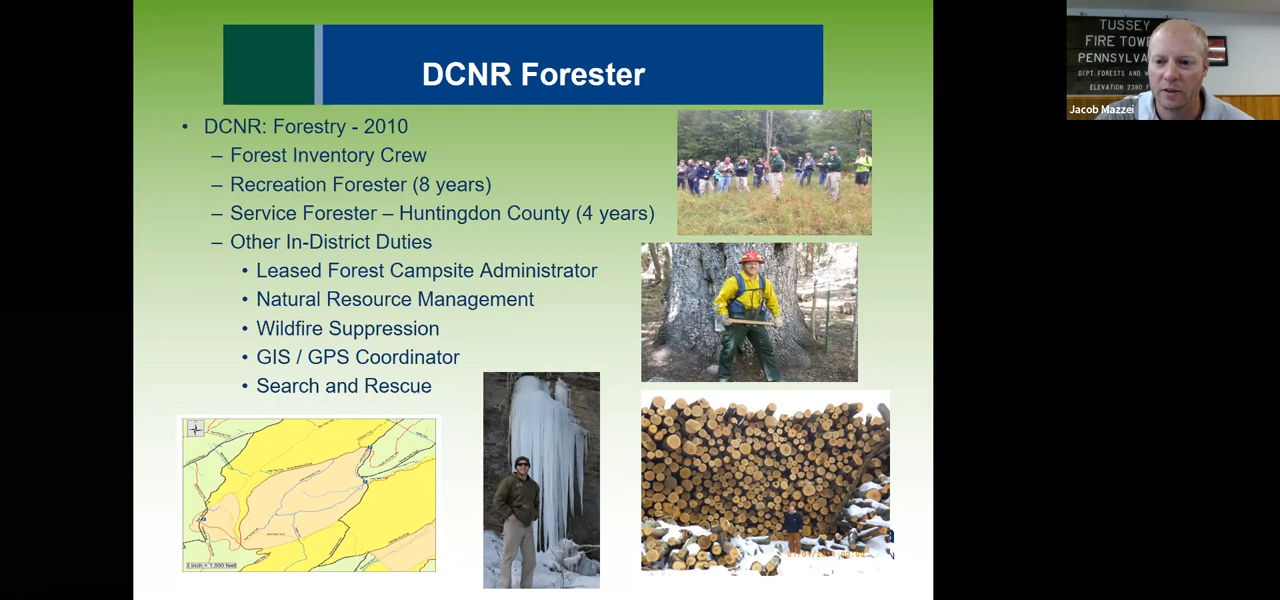 DCNR Forester
• DCNR: Forestry - 2010
– Forest Inventory Crew
– Recreation Forester (8 years)
– Service Forester – Huntingdon County (4 years)
– Other In-District Duties
• Leased Forest Campsite Administrator
• Natural Resource Management
• Wildfire Suppression
• GIS / GPS Coordinator
• Search and Rescue
TUSSEY
FIRE TOW
PENNSYLVA
DEPT FORESTS AND W
ELEVATION 2380 F
Jacob Mazzei